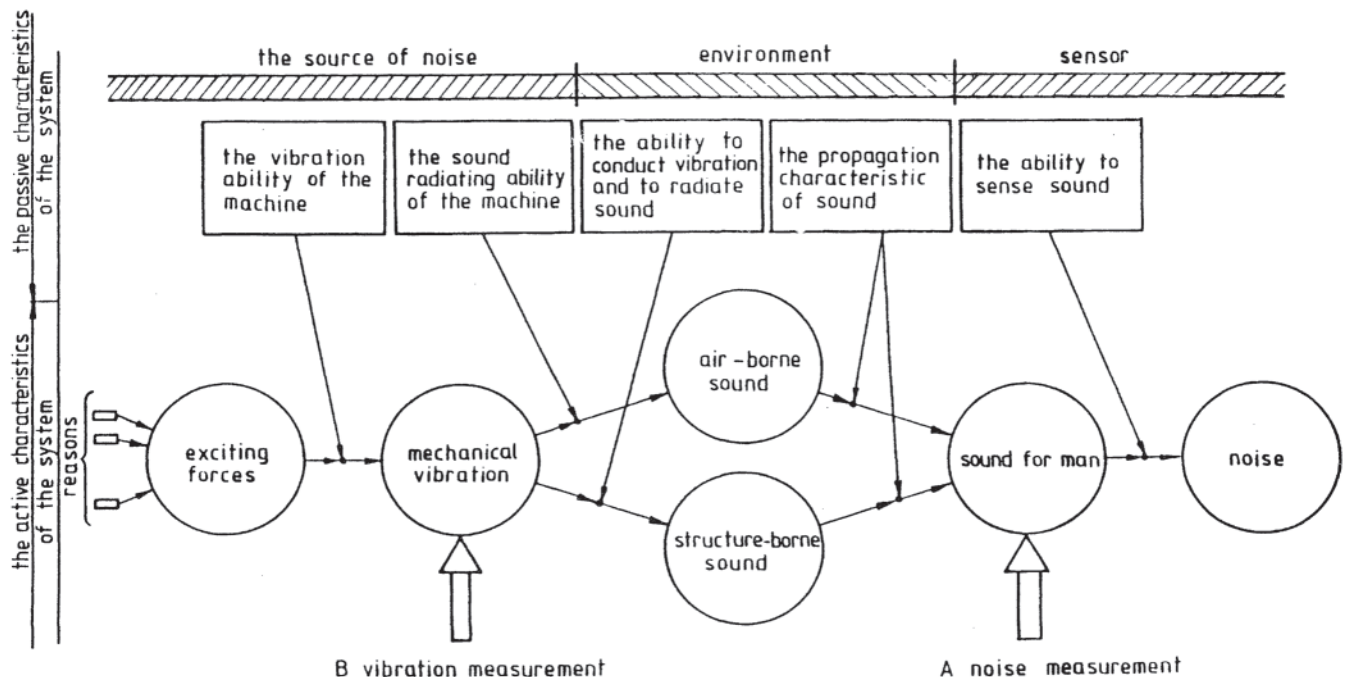 the source of noise
environment
sensor
the passive characteristics
of the system
the vibration
ability of the
machine
the sound
radiating ability
of the machine
the ability to
conduct vibration
and to radiate
sound
the propagation
characteristic
of sound
the ability to
sense sound
the active characteristics
of the system
reasons
exciting
forces
mechanical
vibration
air-borne
sound
structure-borne
sound
sound for man
noise
B vibration measurement
A noise measurement